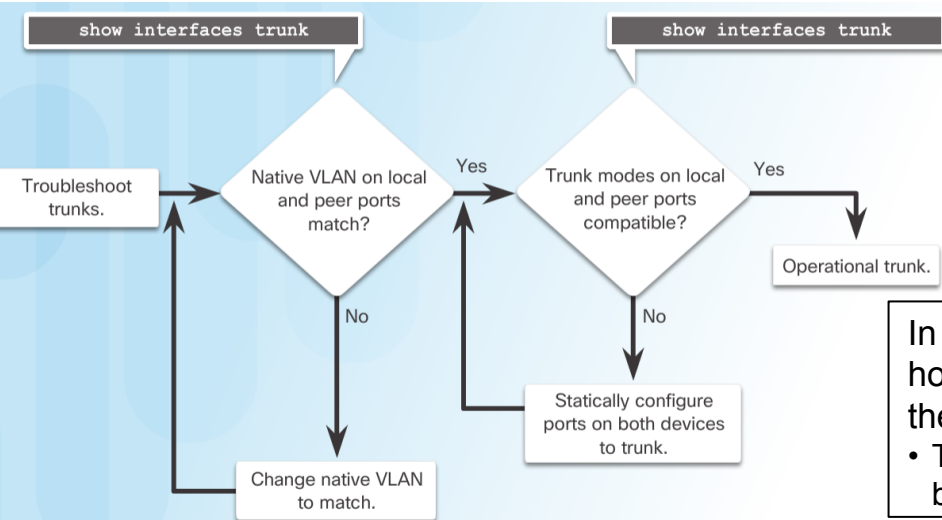 show interfaces trunk
show interfaces trunk
Troubleshoot
trunks.
Native VLAN on local
and peer ports
match?
Yes
Trunk modes on local
and peer ports
compatible?
Yes
Operational trunk.
No
No
Change native VLAN
to match.
Statically configure
ports on both devices
to trunk.
In